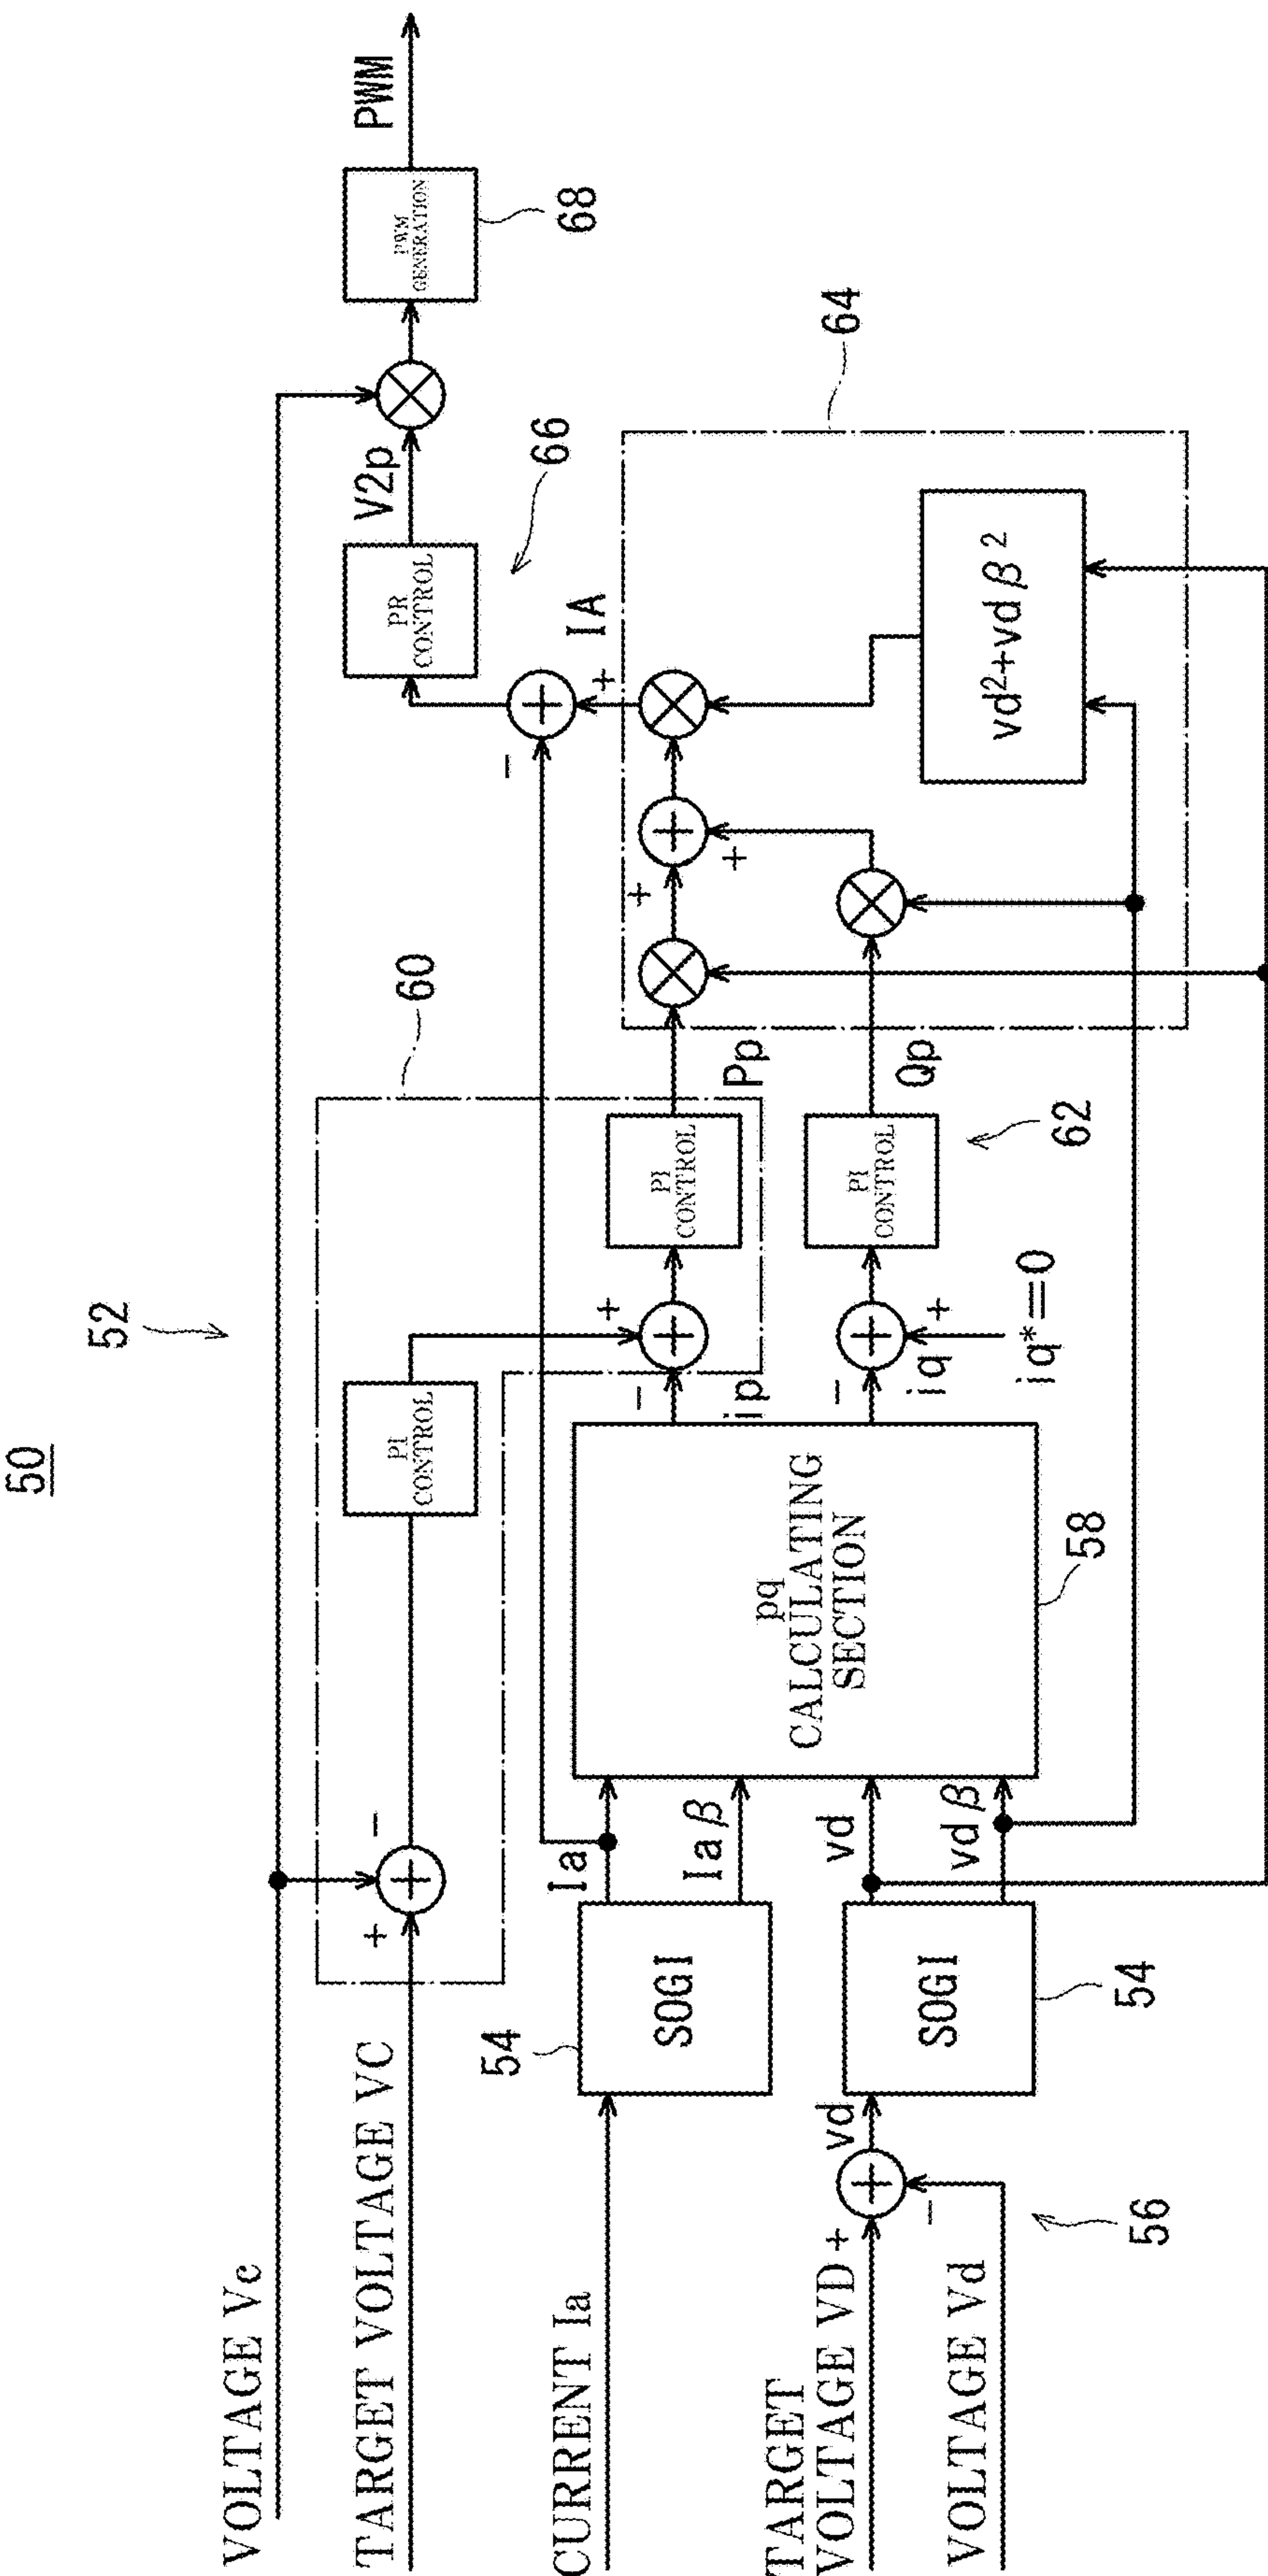 50
52
VOLTAGE Vc
TARGET VOLTAGE VC
+
-
PI
CONTROL
60
V2p
PR
CONTROL
66
PWM
GENERATION
PWM
68
CURRENT Ia
54
SOGI
Ia
Iaβ
TARGET
VOLTAGE VD
+
-
VOLTAGE Vd
56
vd
SOGI
54
vd
vdβ
pq
CALCULATING
SECTION
58
-
+
ip
PI
CONTROL
Pp
-
+
iq
iq*=0
PI
CONTROL
62
Qp
+
+
+
-
IA
vd²+vdβ²
64